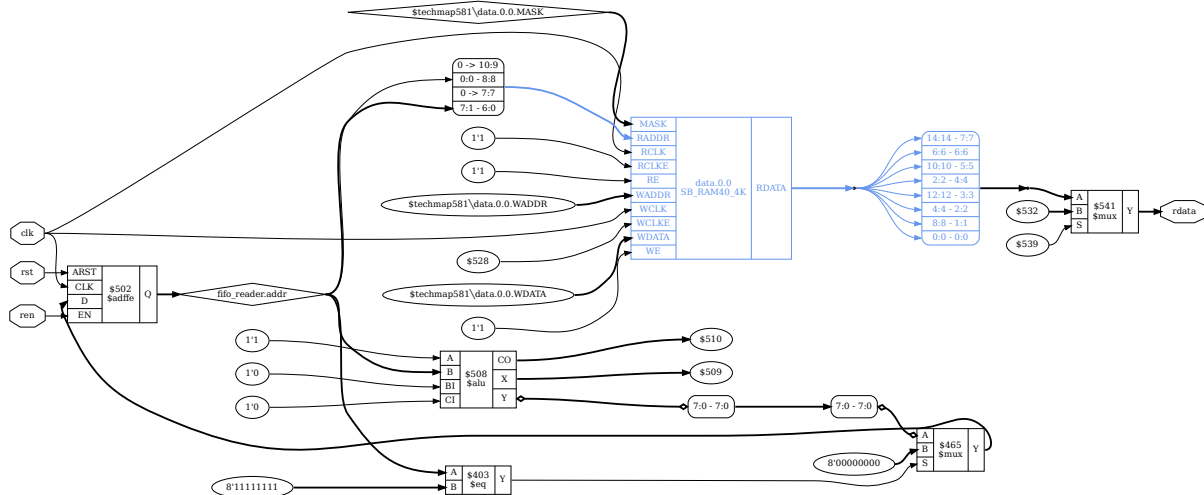 $techmap581\data.0.0.MASK
0 -> 10:9
0:0 - 8:8
0 -> 7:7
7:1 - 6:0
1'1
1'1
$techmap581\data.0.0.WADDR
$528
$techmap581\data.0.0.WDATA
1'1
MASK
RADDR
RCLK
RCLKE
RE
WADDR
WCLK
WCLKE
WDATA
WE
data.0.0
SB_RAM40_4K
RDATA
14:14 - 7:7
6:6 - 6:6
10:10 - 5:5
2:2 - 4:4
12:12 - 3:3
4:4 - 2:2
8:8 - 1:1
0:0 - 0:0
$532
$539
A
B
S
$541
$mux
Y
rdata
clk
rst
ren
ARST
CLK
D
EN
$502
$adffe
Q
fifo_reader.addr
1'1
1'0
1'0
A
B
BI
CI
$508
$alu
CO
X
Y
$510
$509
7:0 - 7:0
7:0 - 7:0
8'00000000
A
B
S
$465
$mux
Y
8'11111111
A
B
$403
$eq
Y